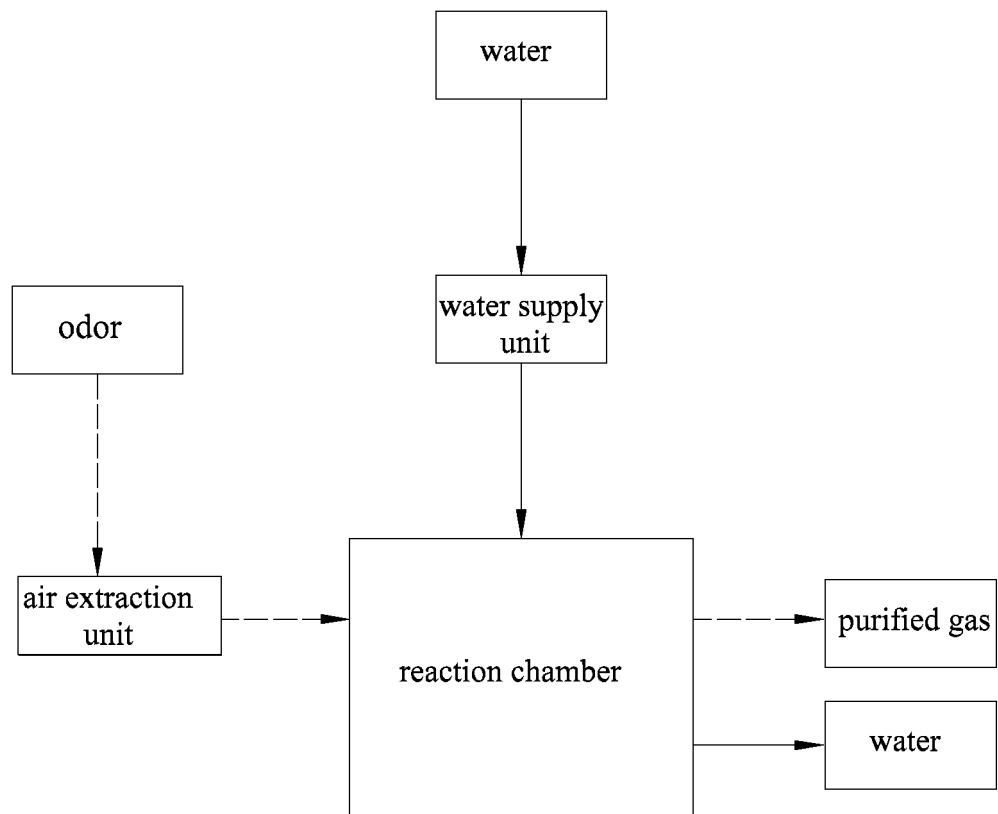 water
water supply
unit
odor
air extraction
unit
reaction chamber
purified gas
water